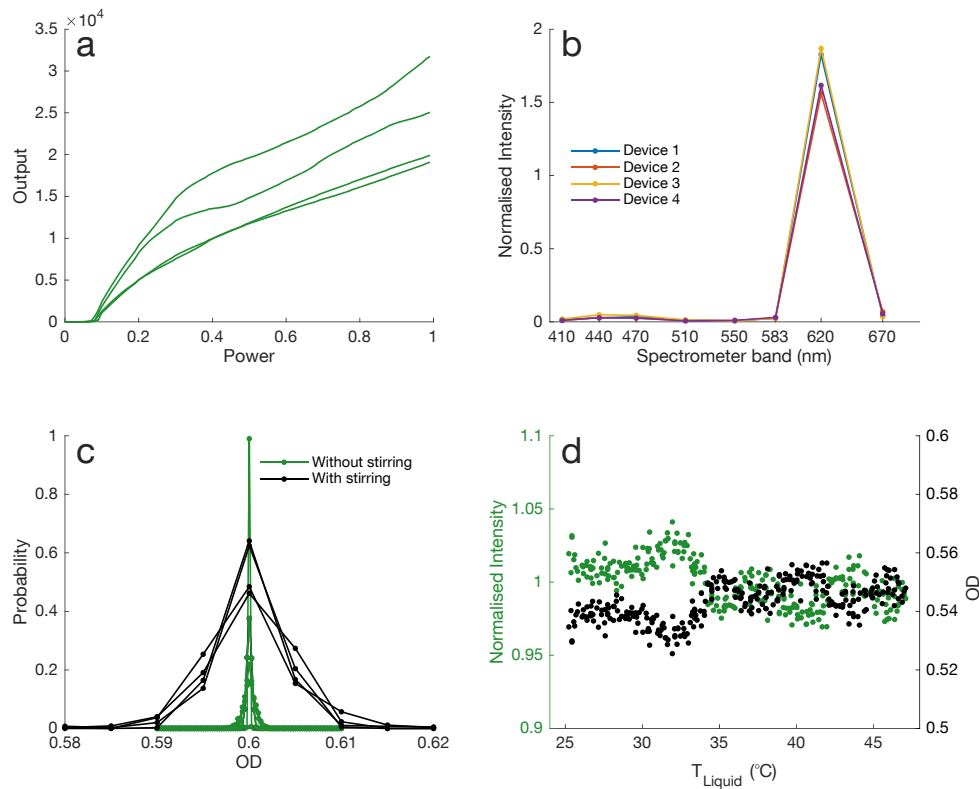 a
×10⁴
3.5
3
2.5
2
1.5
1
0.5
0
Output
0 0.2 0.4 0.6 0.8 1
Power
b
2
1.5
1
0.5
0
Normalised Intensity
Device 1
Device 2
Device 3
Device 4
410 440 470 510 550 583 620 670
Spectrometer band (nm)
c
1
0.8
0.6
0.4
0.2
0
Probability
Without stirring
With stirring
0.58 0.59 0.6 0.61 0.62
OD
d
1.1
1.05
1
0.95
0.9
Normalised Intensity
0.6
0.58
0.56
0.54
0.52
0.5
OD
25 30 35 40 45
T_Liquid (°C)